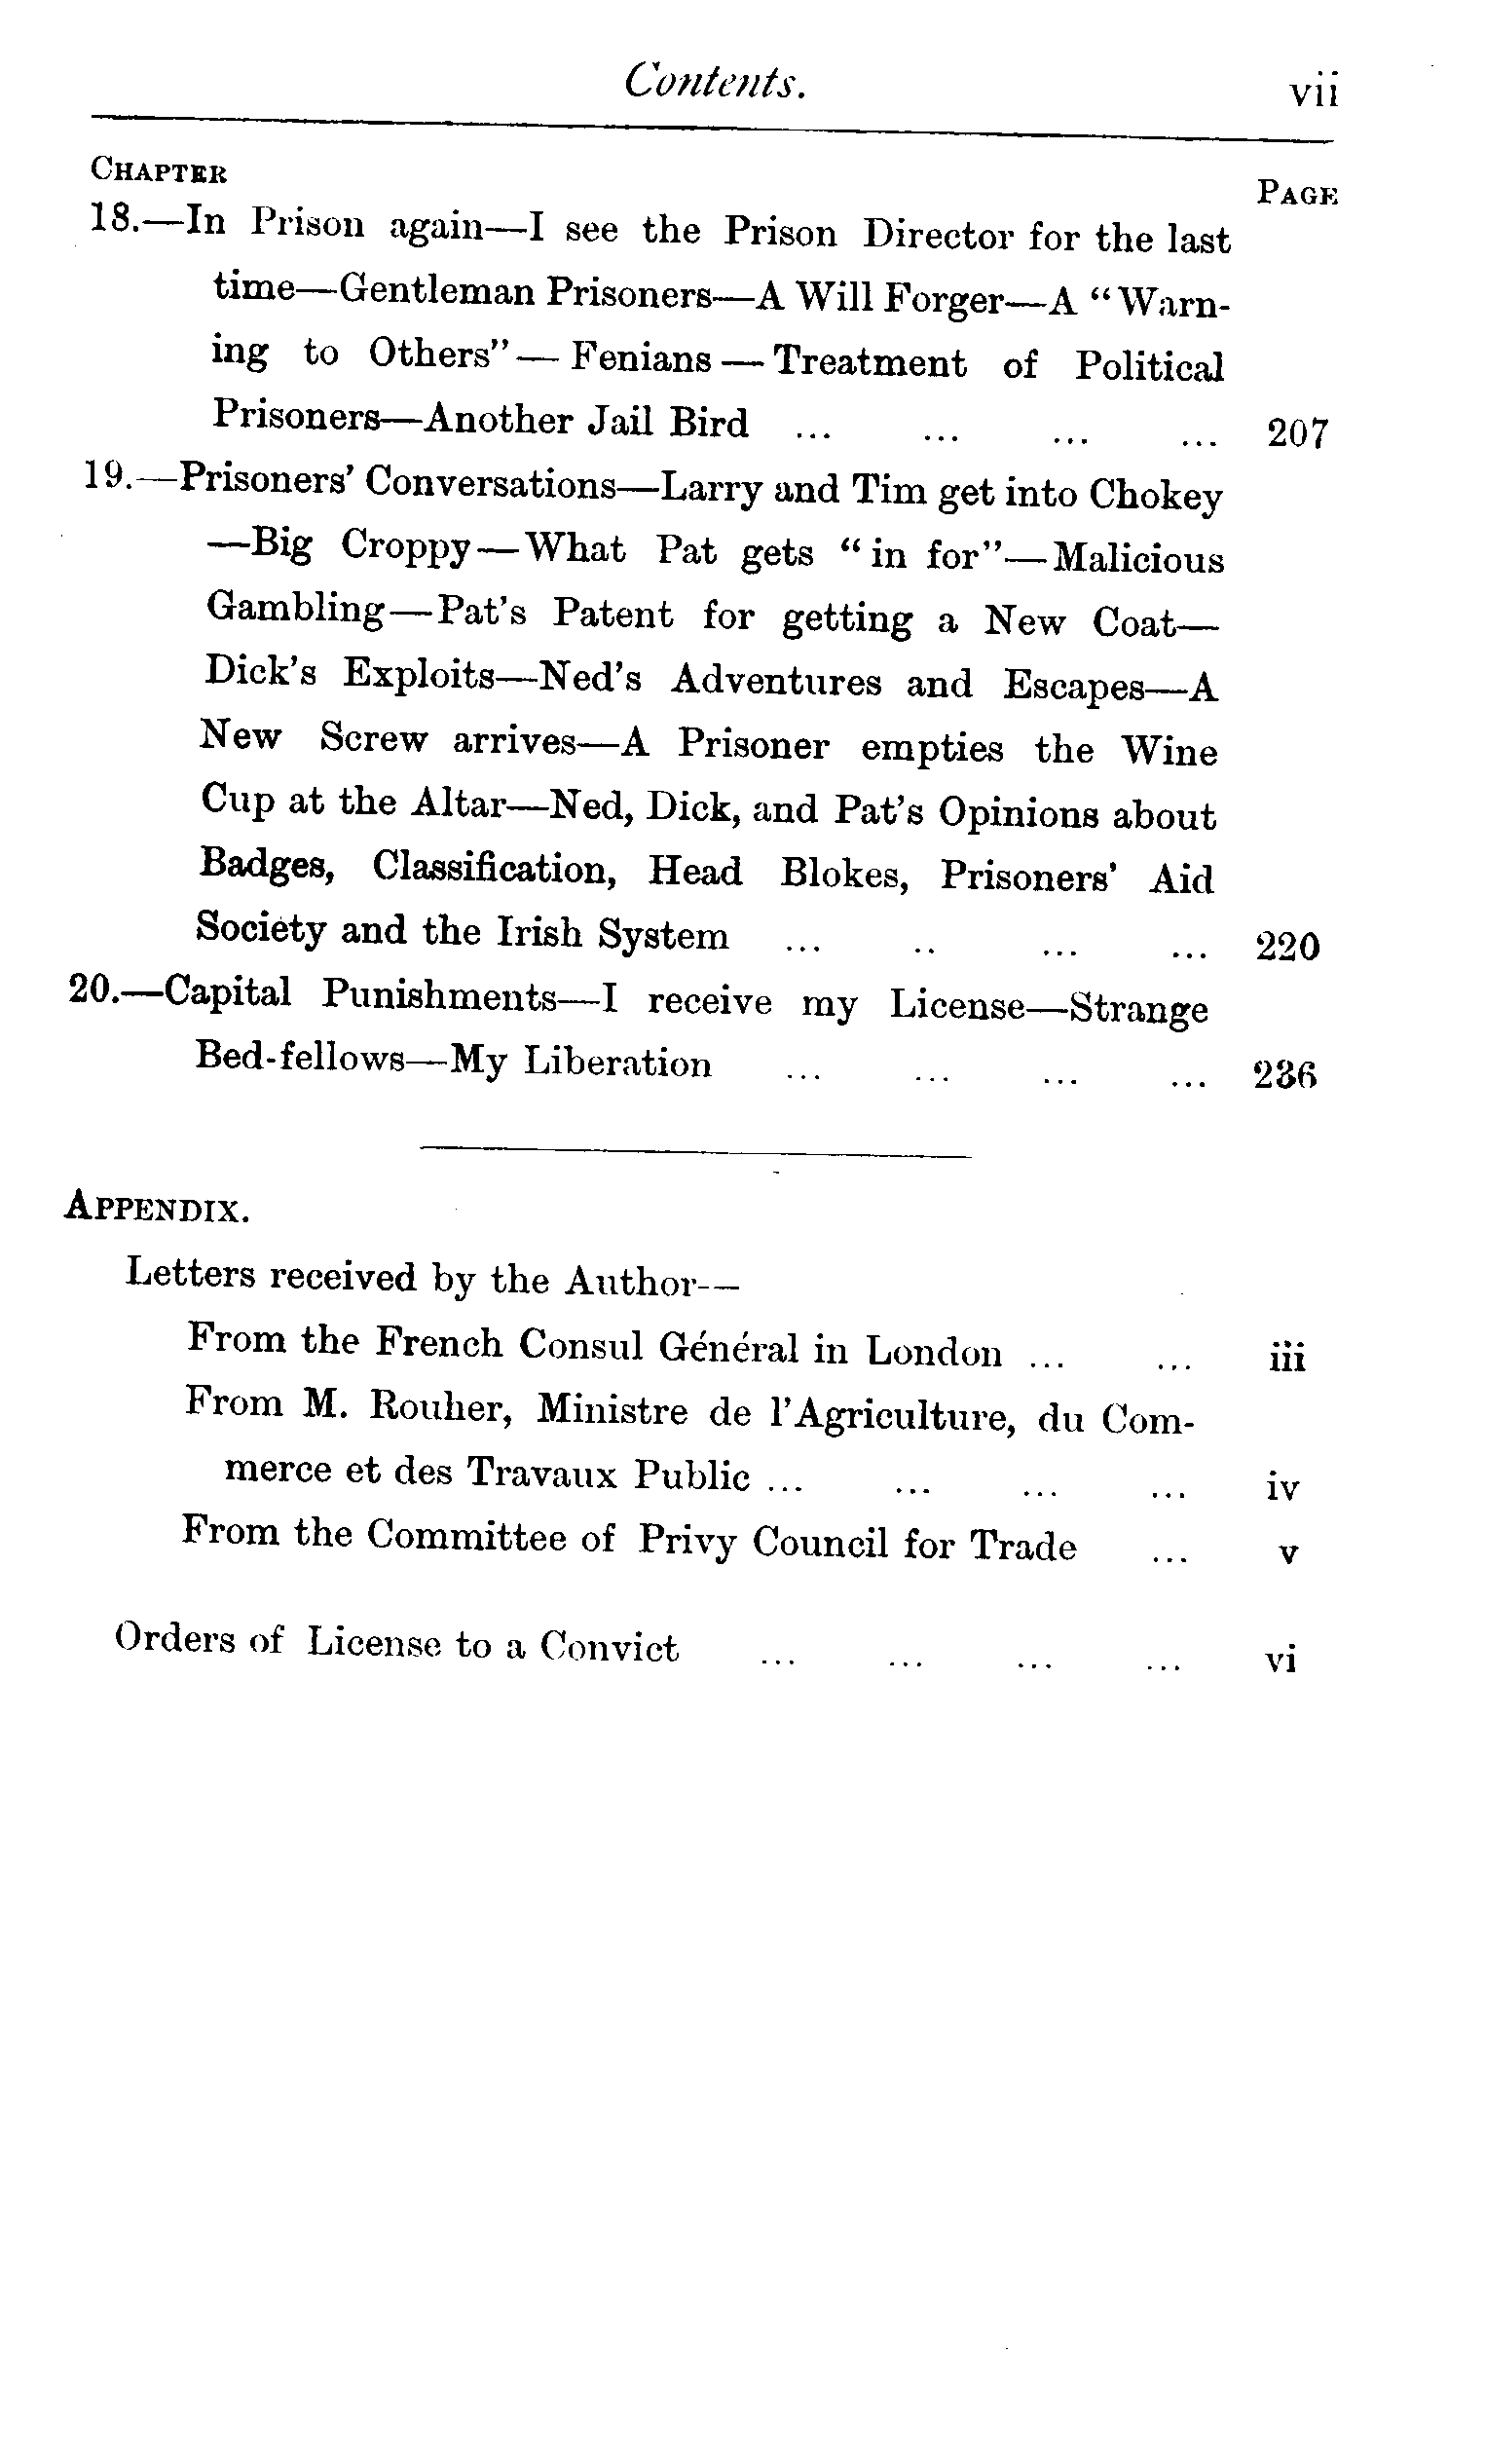 Contents. vii
CHAPTER PAGE
18.—In Prison again—I see the Prison Director for the last
time—Gentleman Prisoners—A Will Forger—A “Warn-
ing to Others”—Fenians—Treatment of Political
Prisoners—Another Jail Bird ... ... ... ... 207
19.—Prisoners’ Conversations—Larry and Tim get into Chokey
—Big Croppy—What Pat gets “in for”—Malicious
Gambling—Pat’s Patent for getting a New Coat—
Dick’s Exploits—Ned’s Adventures and Escapes—A
New Screw arrives—A Prisoner empties the Wine
Cup at the Altar—Ned, Dick, and Pat’s Opinions about
Badges, Classification, Head Blokes, Prisoners’ Aid
Society and the Irish System ... .. ... ... 220
20.—Capital Punishments—I receive my License—Strange
Bed-fellows—My Liberation ... ... ... ... 236
APPENDIX.
Letters received by the Author—
From the French Consul Général in London ... ... iii
From M. Rouher, Ministre de l’Agriculture, du Com-
merce et des Travaux Public ... ... ... ... iv
From the Committee of Privy Council for Trade ... v
Orders of License to a Convict ... ... ... ... vi